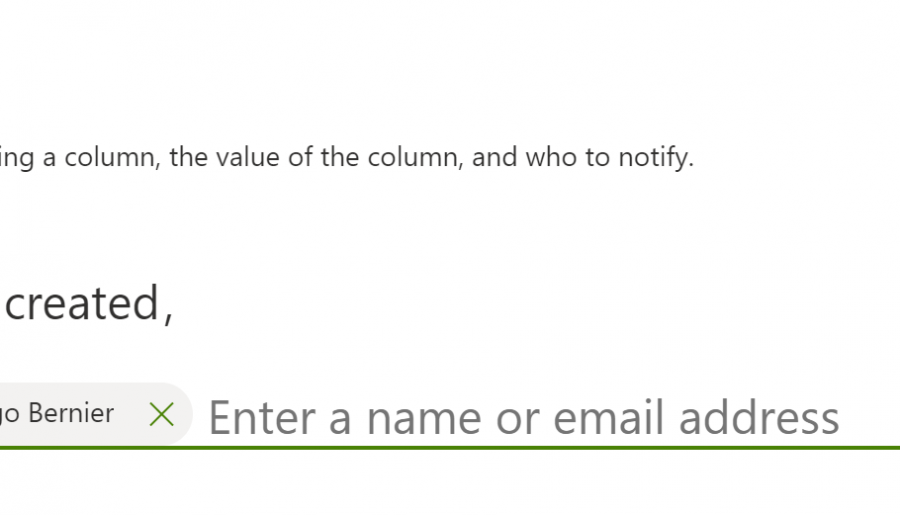 ing a column, the value of the column, and who to notify.
created,
go Bernier
Enter a name or email address